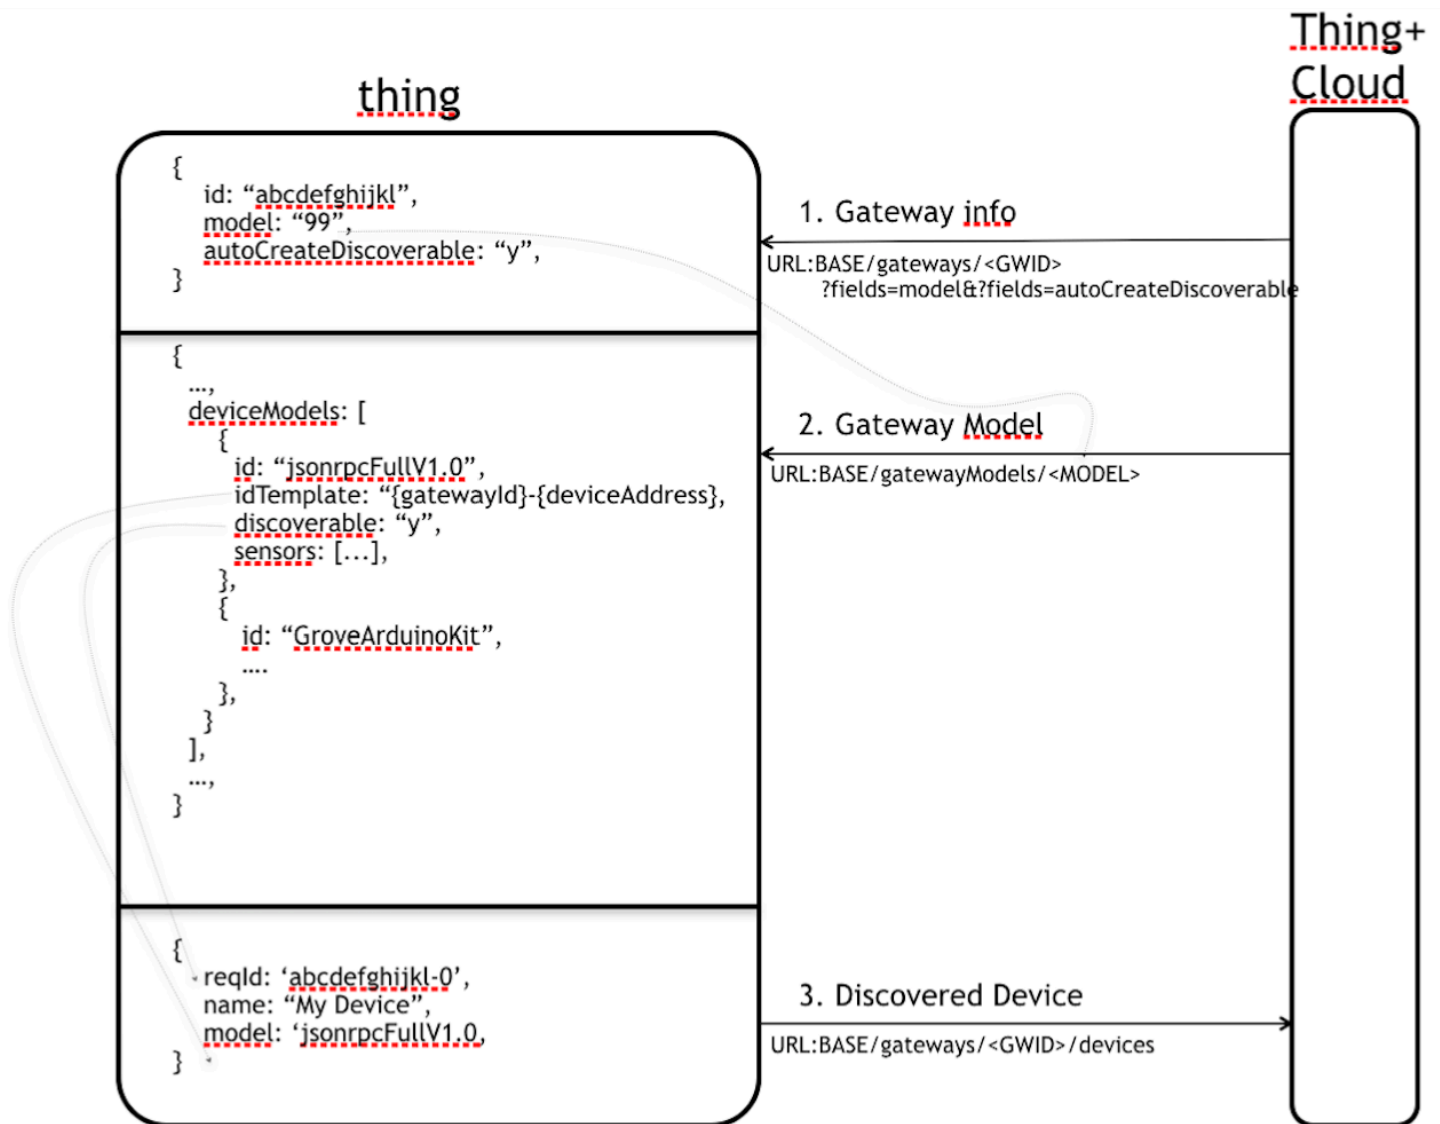 Thing+
Cloud
thing
{
id: “abcdefghijkl”,
model: “99”,
autoCreateDiscoverable: “y”,
}
1. Gateway info
URL:BASE/gateways/<GWID>
?fields=model&?fields=autoCreateDiscoverable
{
…,
deviceModels: [
{
id: “jsonrpcFullV1.0”,
idTemplate: “{gatewayId}-{deviceAddress},
discoverable: “y”,
sensors: [...],
},
{
id: “GroveArduinoKit”,
....
},
}
],
…,
}
2. Gateway Model
URL:BASE/gatewayModels/<MODEL>
{
reqId: ‘abcdefghijkl-0’,
name: “My Device”,
model: ‘jsonrpcFullV1.0,
}
3. Discovered Device
URL:BASE/gateways/<GWID>/devices